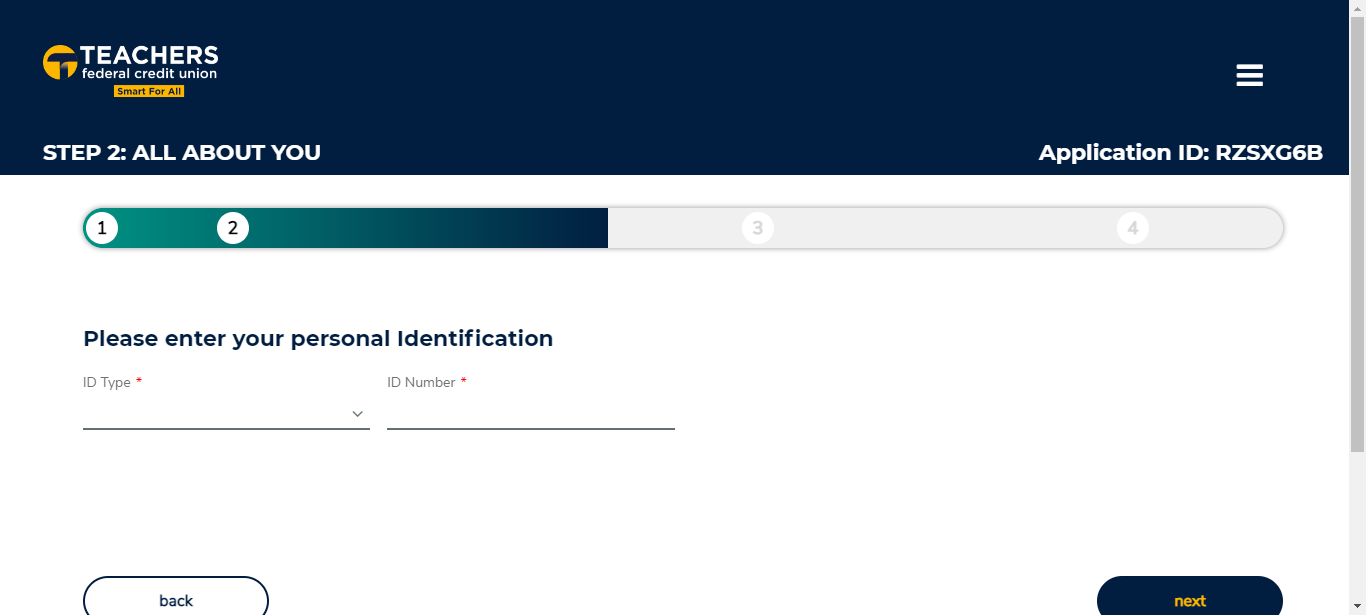 TEACHERS
federal credit union
Smart For All
STEP 2: ALL ABOUT YOU
Application ID: RZSXG6B
1
2
3
4
Please enter your personal Identification
ID Type *
ID Number *
back
next